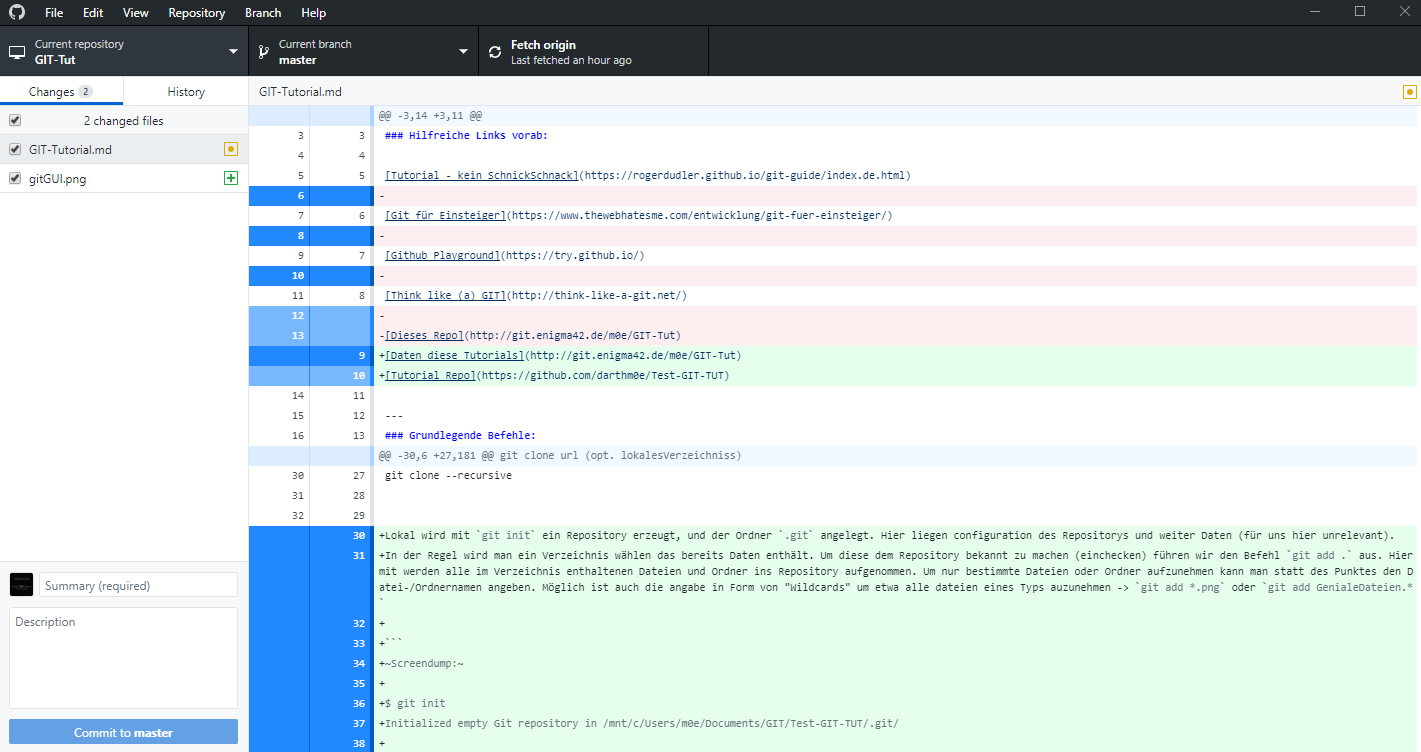 File Edit View Repository Branch Help
Current repository
GIT-Tut
Current branch
master
Fetch origin
Last fetched an hour ago
Changes 2 History
2 changed files
GIT-Tutorial.md
gitGUI.png
Summary (required)
Description
Commit to master
GIT-Tutorial.md
@@ -3,14 +3,11 @@
3 3 ### Hilfreiche Links vorab:
4 4
5 5 [Tutorial - kein SchnickSchnack](https://rogerdudler.github.io/git-guide/index.de.html)
6 -
7 6 [Git für Einsteiger](https://www.thewebhatesme.com/entwicklung/git-fuer-einsteiger/)
8 -
9 7 [Github Playground](https://try.github.io/)
10 -
11 8 [Think like (a) GIT](http://think-like-a-git.net/)
12 -
13 -[Dieses Repo](http://git.enigma42.de/m0e/GIT-Tut)
9 +[Daten diese Tutorials](http://git.enigma42.de/m0e/GIT-Tut)
10 +[Tutorial Repo](https://github.com/darthm0e/Test-GIT-TUT)
14 11
15 12 ---
16 13 ### Grundlegende Befehle:
@@ -30,6 +27,181 @@ git clone url (opt. lokalesVerzeichniss)
30 27 git clone --recursive
31 28
32 29
30 +Lokal wird mit `git init` ein Repository erzeugt, und der Ordner `.git` angelegt. Hier liegen configuration des Repositorys und weiter Daten (für uns hier unrelevant).
31 +In der Regel wird man ein Verzeichnis wählen das bereits Daten enthält. Um diese dem Repository bekannt zu machen (einchecken) führen wir den Befehl `git add .` aus. Hier
mit werden alle im Verzeichnis enthaltenen Dateien und Ordner ins Repository aufgenommen. Um nur bestimmte Dateien oder Ordner aufzunehmen kann man statt des Punktes den D
atei-/Ordnernamen angeben. Möglich ist auch die angabe in Form von "Wildcards" um etwa alle dateien eines Typs auzunehmen -> `git add *.png` oder `git add GenialeDateien.*
`
32 +
33 +```
34 +~Screendump:~
35 +
36 +$ git init
37 +Initialized empty Git repository in /mnt/c/Users/m0e/Documents/GIT/Test-GIT-TUT/.git/
38 +